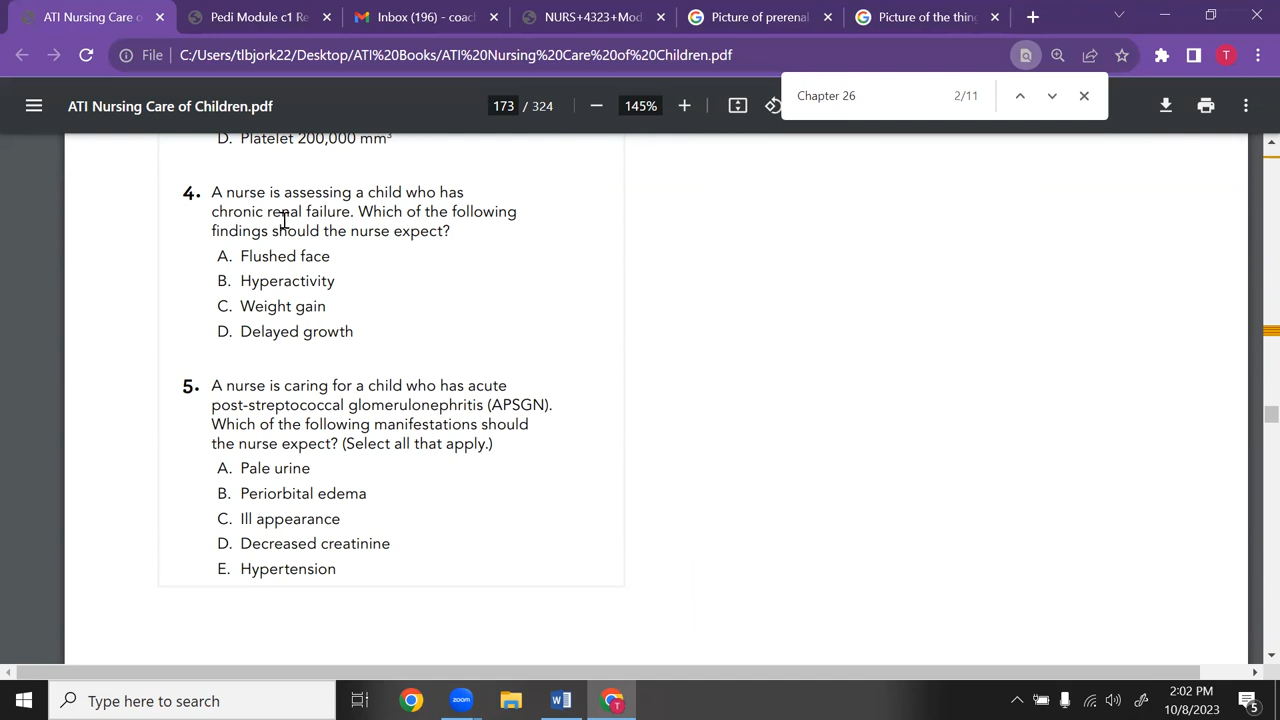 ATI Nursing Care of Children.pdf
Pedi Module c1 Re
Inbox (196) - coac
NURS+4323+Mod
Picture of prerena
Picture of the thin
File
C:/Users/tlbjork22/Desktop/ATI%20Books/ATI%20Nursing%20Care%20of%20Children.pdf
T
ATI Nursing Care of Children.pdf
173 / 324
145%
Chapter 26
2/11
D. Platelet 200,000 mm³
4. A nurse is assessing a child who has
chronic renal failure. Which of the following
findings should the nurse expect?
A. Flushed face
B. Hyperactivity
C. Weight gain
D. Delayed growth
5. A nurse is caring for a child who has acute
post-streptococcal glomerulonephritis (APSGN).
Which of the following manifestations should
the nurse expect? (Select all that apply.)
A. Pale urine
B. Periorbital edema
C. Ill appearance
D. Decreased creatinine
E. Hypertension
Type here to search
zoom
T
2:02 PM
10/8/2023
5